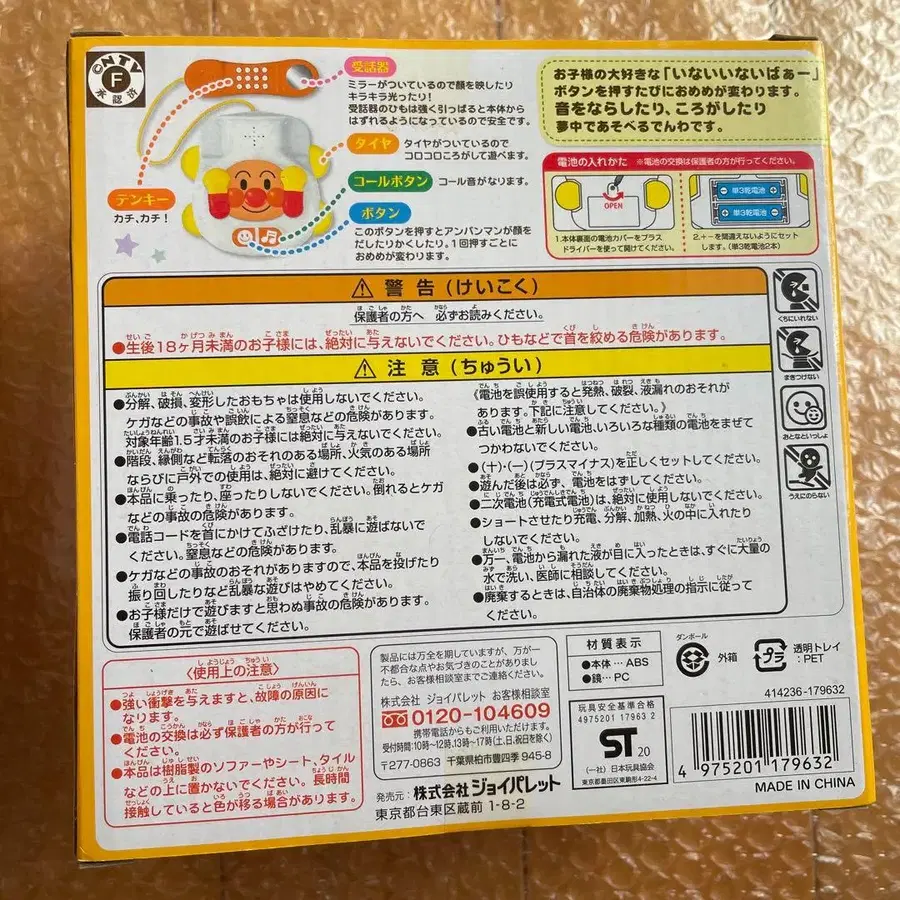 ©NTV
F
承認済
受話器
ミラーがついているので顔を映したり
キラキラ光ったり!
受話器のひもは強く引っぱると本体から
はずれるようになっているので安全です。
タイヤ
タイヤがついているので
コロコロころがして遊べます。
コールボタン
コール音がなります。
テンキー
カチ、カチ!
ボタン
このボタンを押すとアンパンマンが顔を
だしたりかくしたり。1回押すごとに
おめめが変わります。
お子様の大好きな「いないいないばぁー」
ボタンを押すたびにおめめが変わります。
音をならしたり、ころがしたり
夢中であそべるでんわです。
電池の入れかた ※電池の交換は保護者の方が行ってください。
OPEN
単3乾電池
単3乾電池
1.本体裏面の電池カバーをプラス
ドライバーを使って開けてください。
2.+-を間違えないようにセット
します。(単3乾電池2本)
警告(けいこく)
保護者の方へ 必ずお読みください。
●生後18ヶ月未満のお子様には、絶対に与えないでください。ひもなどで首を絞める危険があります。
注意(ちゅうい)
●分解、破損、変形したおもちゃは使用しないでください。
ケガなどの事故や誤飲による窒息などの危険があります。
対象年齢1.5才未満のお子様には絶対に与えないでください。
●階段、縁側など転落のおそれのある場所、火気のある場所
ならびに戸外での使用は、絶対に避けてください。
●本品に乗ったり、座ったりしないでください。倒れるとケガ
などの事故の危険があります。
●電話コードを首にかけてふざけたり、乱暴に遊ばないで
ください。窒息などの危険があります。
●ケガなどの事故のおそれがありますので、本品を投げたり
振り回したりなど乱暴な遊びはやめてください。
●お子様だけで遊びますと思わぬ事故の危険があります。
保護者の元で遊ばせてください。
《電池を誤使用すると発熱、破裂、液漏れのおそれが
あります。下記に注意してください。》
●古い電池と新しい電池、いろいろな種類の電池をまぜて
つかわないでください。
●(+)・(-)(プラスマイナス)を正しくセットしてください。
●遊んだ後は必ず、電池をはずしてください。
●二次電池(充電式電池)は、絶対に使用しないでください。
●ショートさせたり充電、分解、加熱、火の中に入れたり
しないでください。
●万一、電池から漏れた液が目に入ったときは、すぐに大量の
水で洗い、医師に相談してください。
●廃棄するときは、自治体の廃棄物処理の指示に従って
ください。
くちにいれない
まきつけない
おとなといっしょ
うえにのらない
〈使用上の注意〉
●強い衝撃を与えますと、故障の原因に
なります。
●電池の交換は必ず保護者の方が行って
ください。
●本品は樹脂製のソファーやシート、タイル
などの上に置かないでください。長時間
接触していると色が移る場合があります。
製品には万全を期していますが、万が一
不都合な点やお気づきのことがありまし
たら、お客様相談室までご連絡ください。
株式会社 ジョイパレット お客様相談室
0120-104609
携帯電話からもご利用いただけます。
受付時間:10時〜12時、13時〜17時(土、日、祝日を除く)
〒277-0863 千葉県柏市豊四季945-8
発売元: 株式会社ジョイパレット
東京都台東区蔵前1-8-2
材質表示
●本体…ABS
●鏡…PC
玩具安全基準合格
4975201 17963 2
ST 20
(一社)日本玩具協会
東京都墨田区東駒形4-22-4
ダンボール
外箱
プラ
透明トレイ
:PET
414236-179632
4 975201 179632
MADE IN CHINA